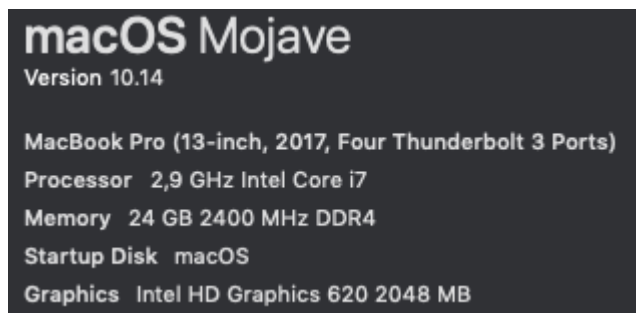 macOS Mojave
Version 10.14
MacBook Pro (13-inch, 2017, Four Thunderbolt 3 Ports)
Processor 2,9 GHz Intel Core i7
Memory 24 GB 2400 MHz DDR4
Startup Disk macOS
Graphics Intel HD Graphics 620 2048 MB